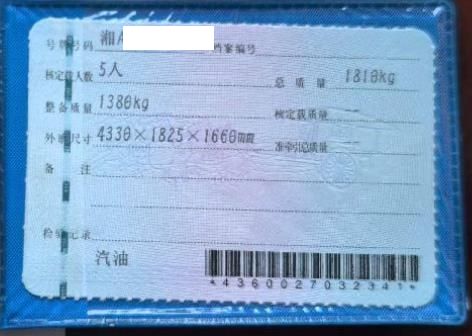 号牌号码 湘A 档案编号
核定载人数 5人 总质量 1810kg
整备质量 1380kg 核定载质量 --
外廓尺寸 4330×1825×1660mm 准牵引总质量 --
备注
检验记录
汽油
*4360027032341*